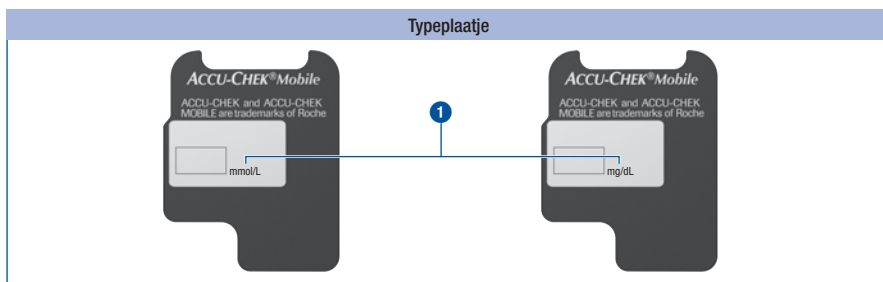 Typeplaatje
ACCU-CHEK®Mobile
ACCU-CHEK and ACCU-CHEK
MOBILE are trademarks of Roche
mmol/L
1
ACCU-CHEK®Mobile
ACCU-CHEK and ACCU-CHEK
MOBILE are trademarks of Roche
mg/dL